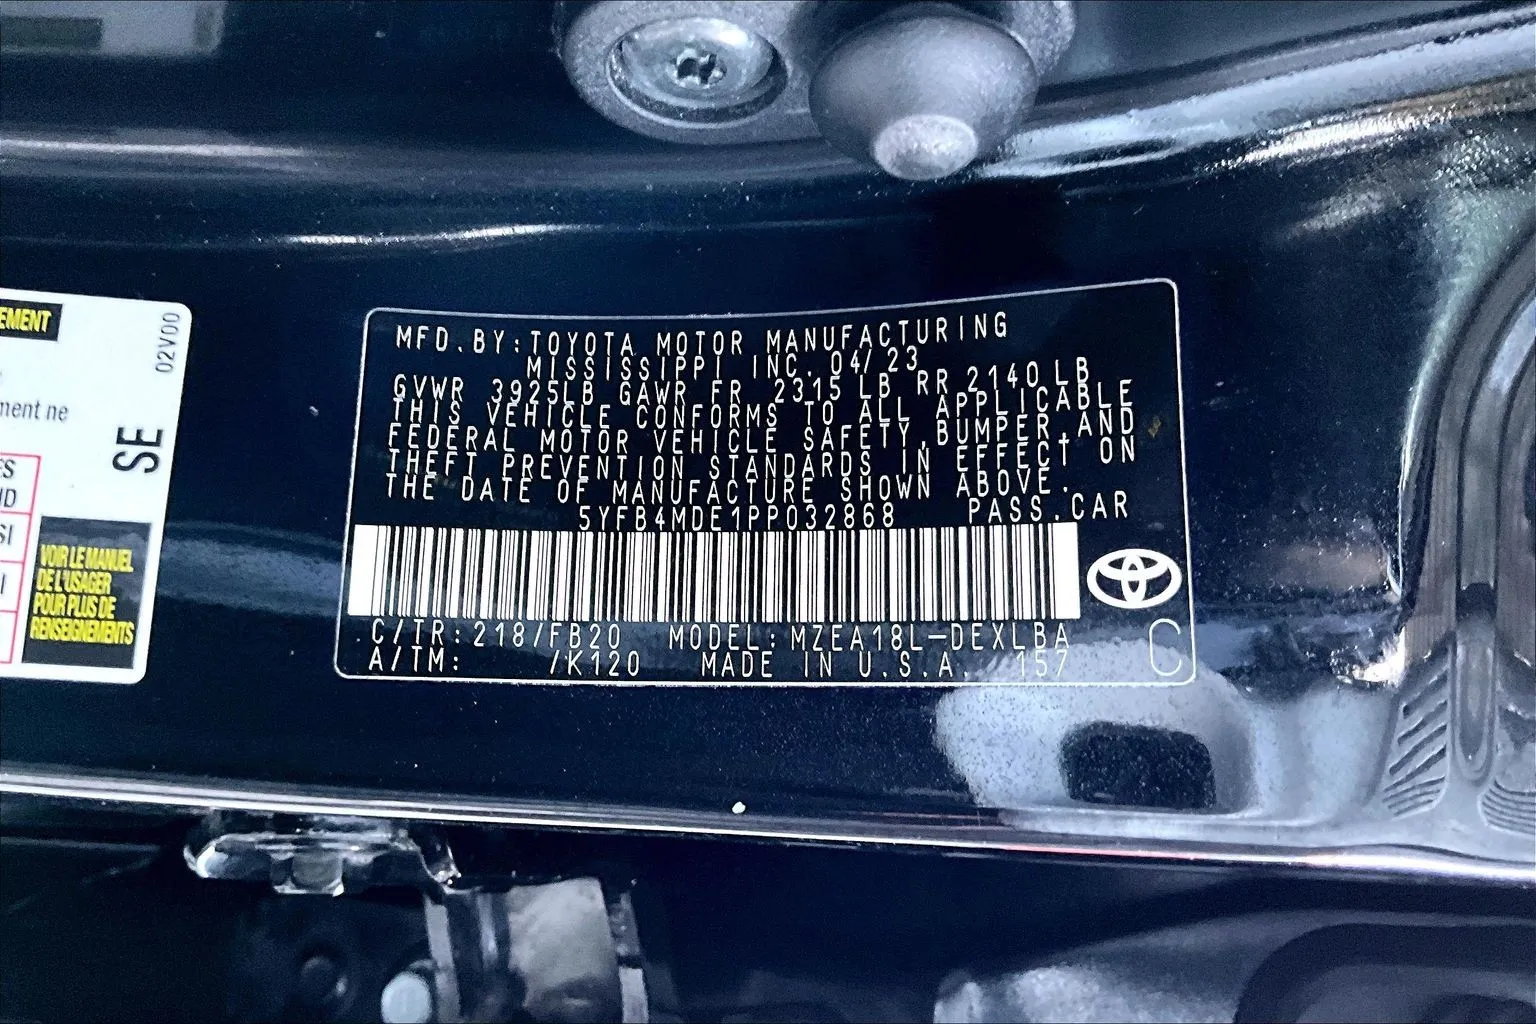 EMENT
02V00
ment ne
SE
ES
ND
SI
I
VOIR LE MANUEL
DE L'USAGER
POUR PLUS DE
RENSEIGNEMENTS
MFD.BY:TOYOTA MOTOR MANUFACTURING
MISSISSIPPI INC. 04/23
GVWR 3925LB GAWR FR 2315 LB RR 2140 LB
THIS VEHICLE CONFORMS TO ALL APPLICABLE
FEDERAL MOTOR VEHICLE SAFETY,BUMPER,AND
THEFT PREVENTION STANDARDS IN EFFECT ON
THE DATE OF MANUFACTURE SHOWN ABOVE.
5YFB4MDE1PP032868 PASS.CAR
C/TR:218/FB20 MODEL:MZEA18L-DEXLBA
A/TM: /K120 MADE IN U.S.A. 157 C